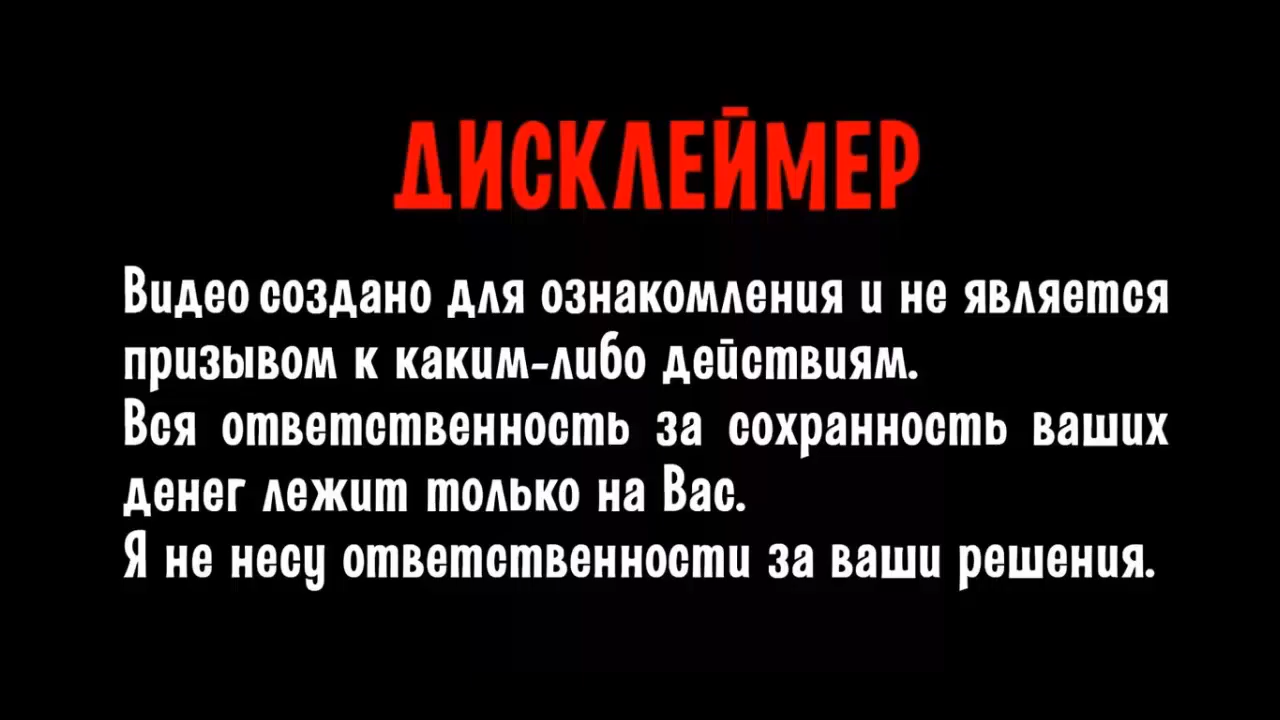 ДИСКЛЕЙМЕР
Видео создано для ознакомления и не является
призывом к каким-либо действиям.
Вся ответственность за сохранность ваших
денег лежит только на Вас.
Я не несу ответственности за ваши решения.